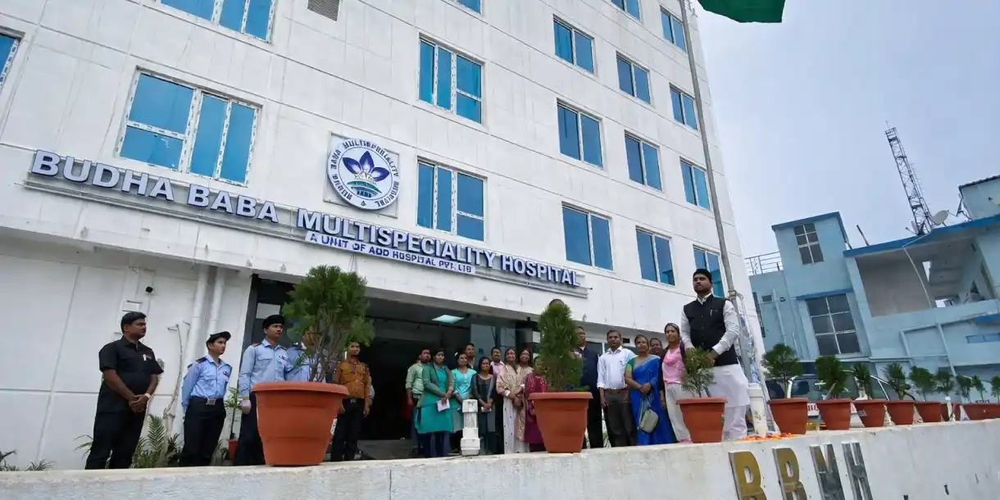 BUDHA BABA MULTISPECIALITY HOSPITAL
A UNIT OF ADD HOSPITAL PVT. LTD
BBMH